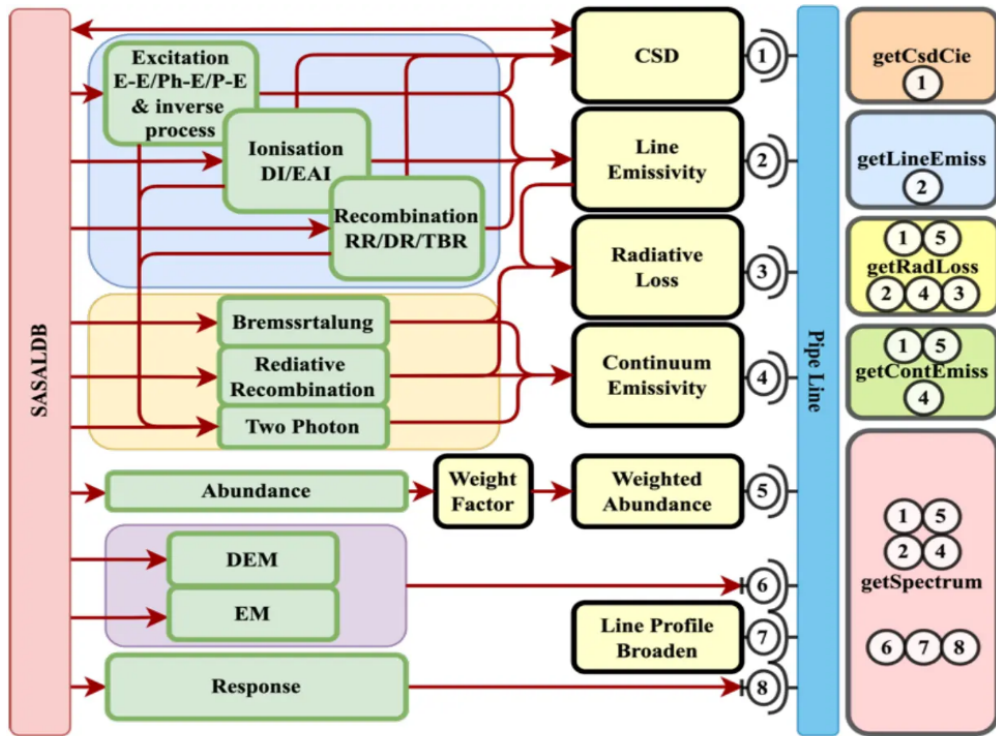 SASALDB
Excitation
E-E/Ph-E/P-E
& inverse
process
Ionisation
DI/EAI
Recombination
RR/DR/TBR
Bremssrtalung
Rediative
Recombination
Two Photon
Abundance
Weight
Factor
DEM
EM
Response
CSD
1
Line
Emissivity
2
Radiative
Loss
3
Continuum
Emissivity
4
Weighted
Abundance
5
6
Line Profile
Broaden
7
8
Pipe Line
getCsdCie
1
getLineEmiss
2
1 5
getRadLoss
2 4 3
1 5
getContEmiss
4
1 5
2 4
getSpectrum
6 7 8